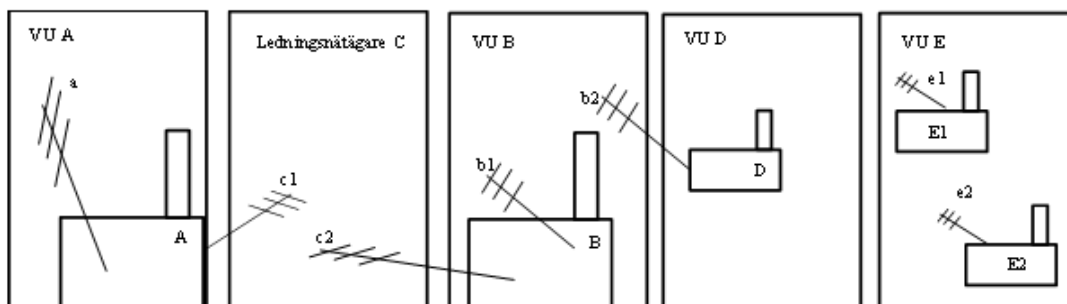 VU A
Ledningsnätägare C
VU B
VU D
VU E
a
c1
c2
b1
b2
e1
e2
A
B
D
E1
E2